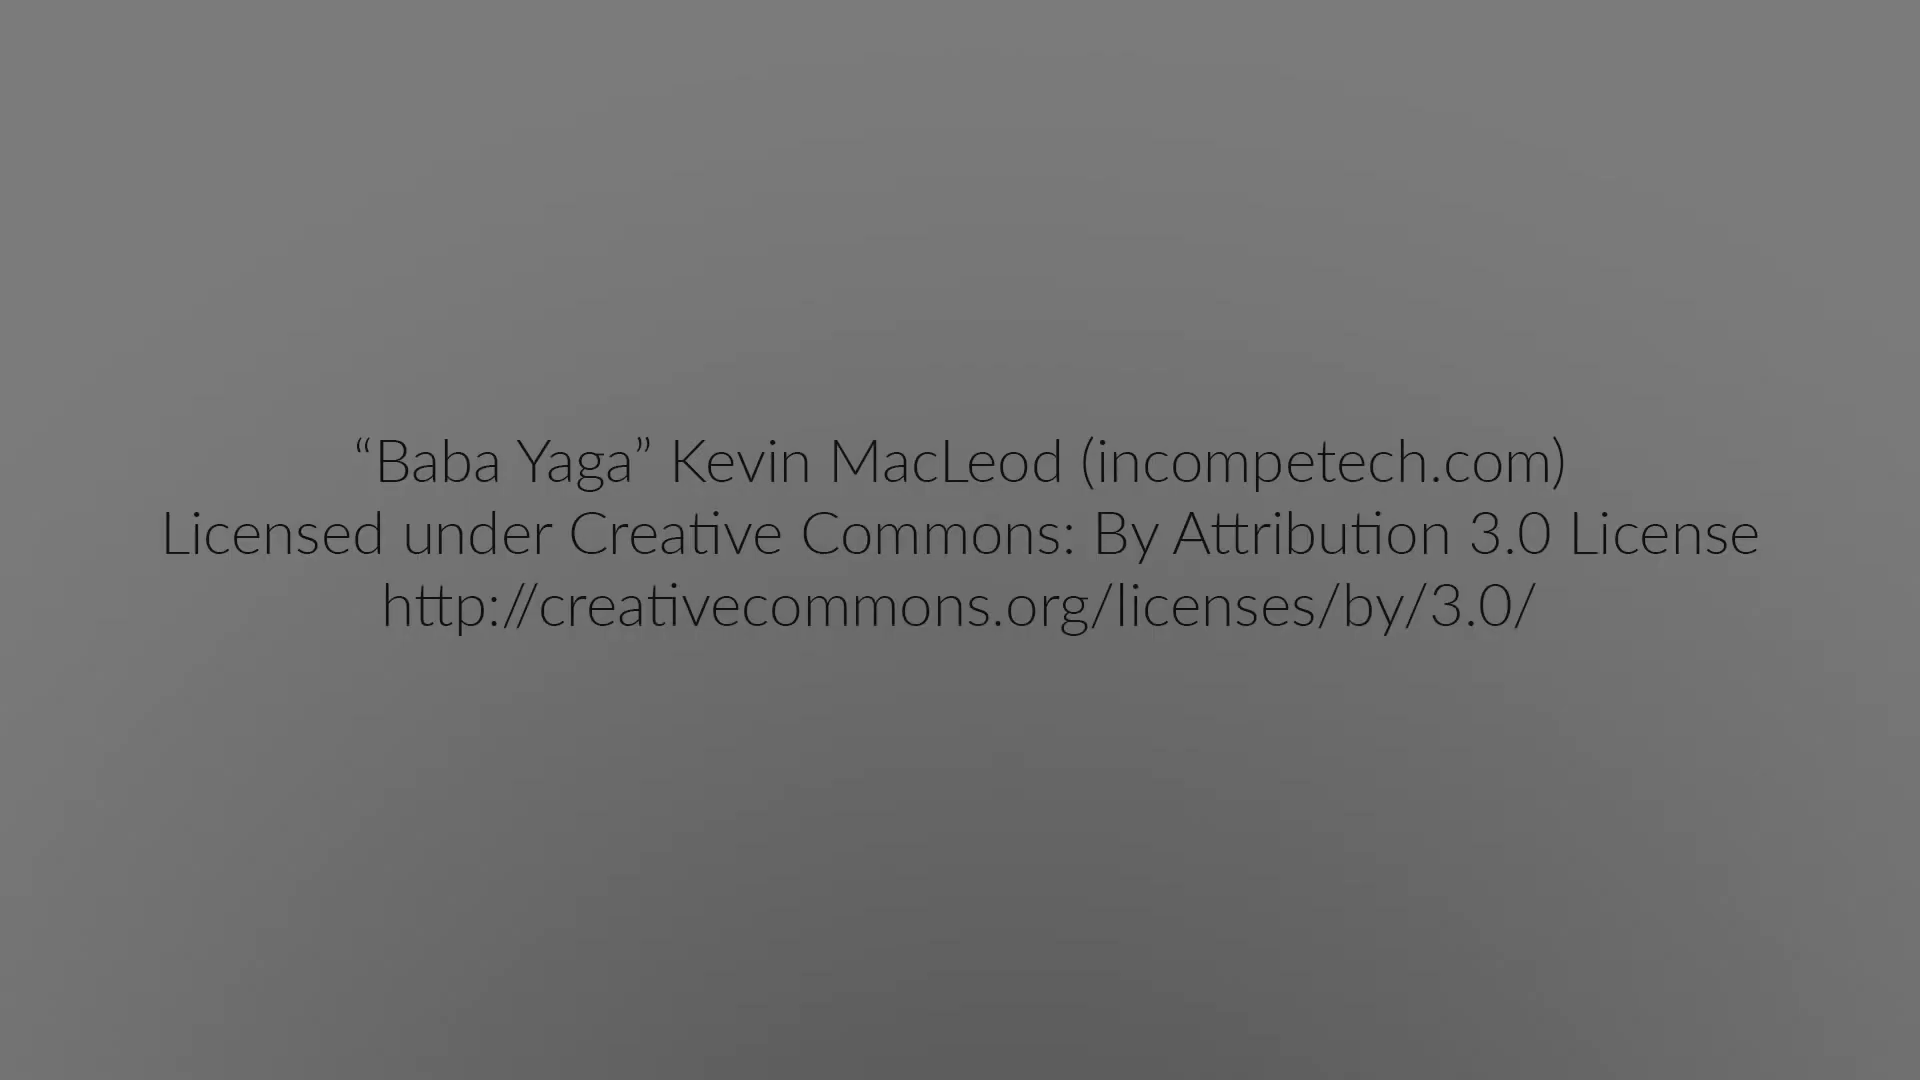 “Baba Yaga” Kevin MacLeod (incompetech.com)
Licensed under Creative Commons: By Attribution 3.0 License
http://creativecommons.org/licenses/by/3.0/